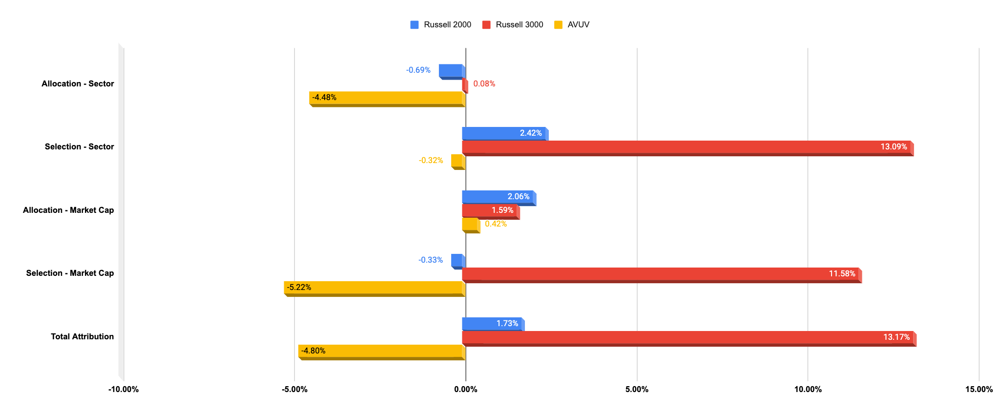 Russell 2000 Russell 3000 AVUV
Allocation - Sector
-0.69%
0.08%
-4.48%
Selection - Sector
2.42%
13.09%
-0.32%
Allocation - Market Cap
2.06%
1.59%
0.42%
Selection - Market Cap
-0.33%
11.58%
-5.22%
Total Attribution
1.73%
13.17%
-4.80%
-10.00% -5.00% 0.00% 5.00% 10.00% 15.00%